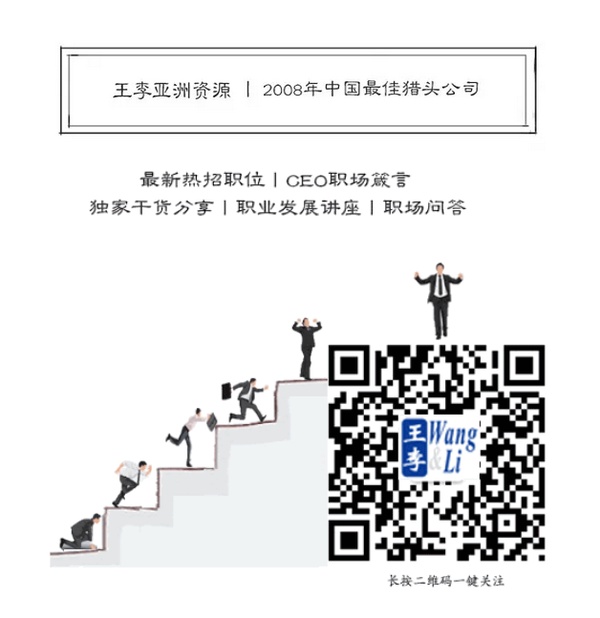 王李亚洲资源 | 2008年中国最佳猎头公司
最新热招职位 | CEO职场箴言
独家干货分享 | 职业发展讲座 | 职场问答
王李 Wang & Li
长按二维码一键关注